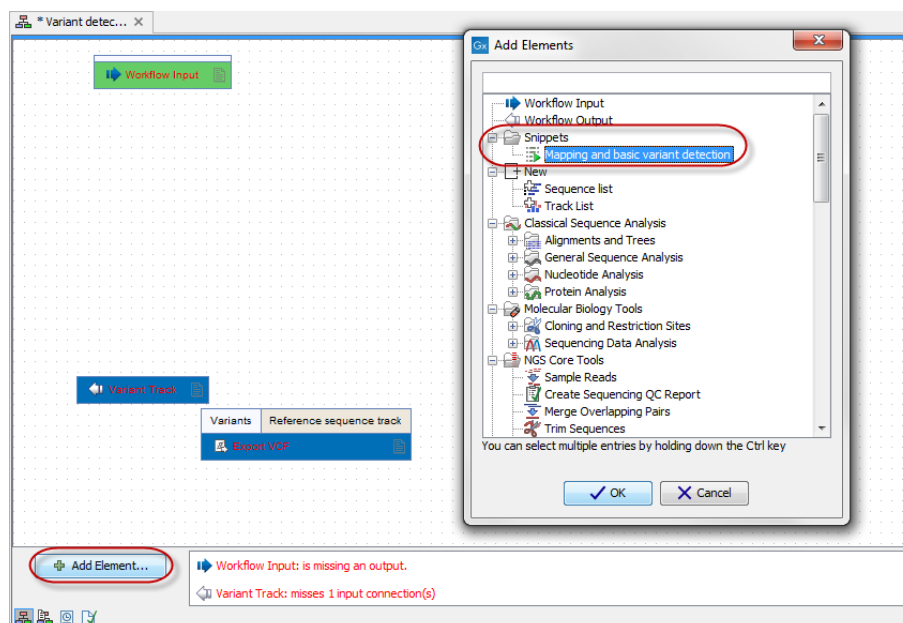 * Variant detec...
Workflow Input
Variant Track
Variants Reference sequence track
Export VCF
Gx Add Elements
Workflow Input
Workflow Output
Snippets
Mapping and basic variant detection
New
Sequence list
Track List
Classical Sequence Analysis
Alignments and Trees
General Sequence Analysis
Nucleotide Analysis
Protein Analysis
Molecular Biology Tools
Cloning and Restriction Sites
Sequencing Data Analysis
NGS Core Tools
Sample Reads
Create Sequencing QC Report
Merge Overlapping Pairs
Trim Sequences
You can select multiple entries by holding down the Ctrl key
OK Cancel
Add Element...
Workflow Input: is missing an output.
Variant Track: misses 1 input connection(s)